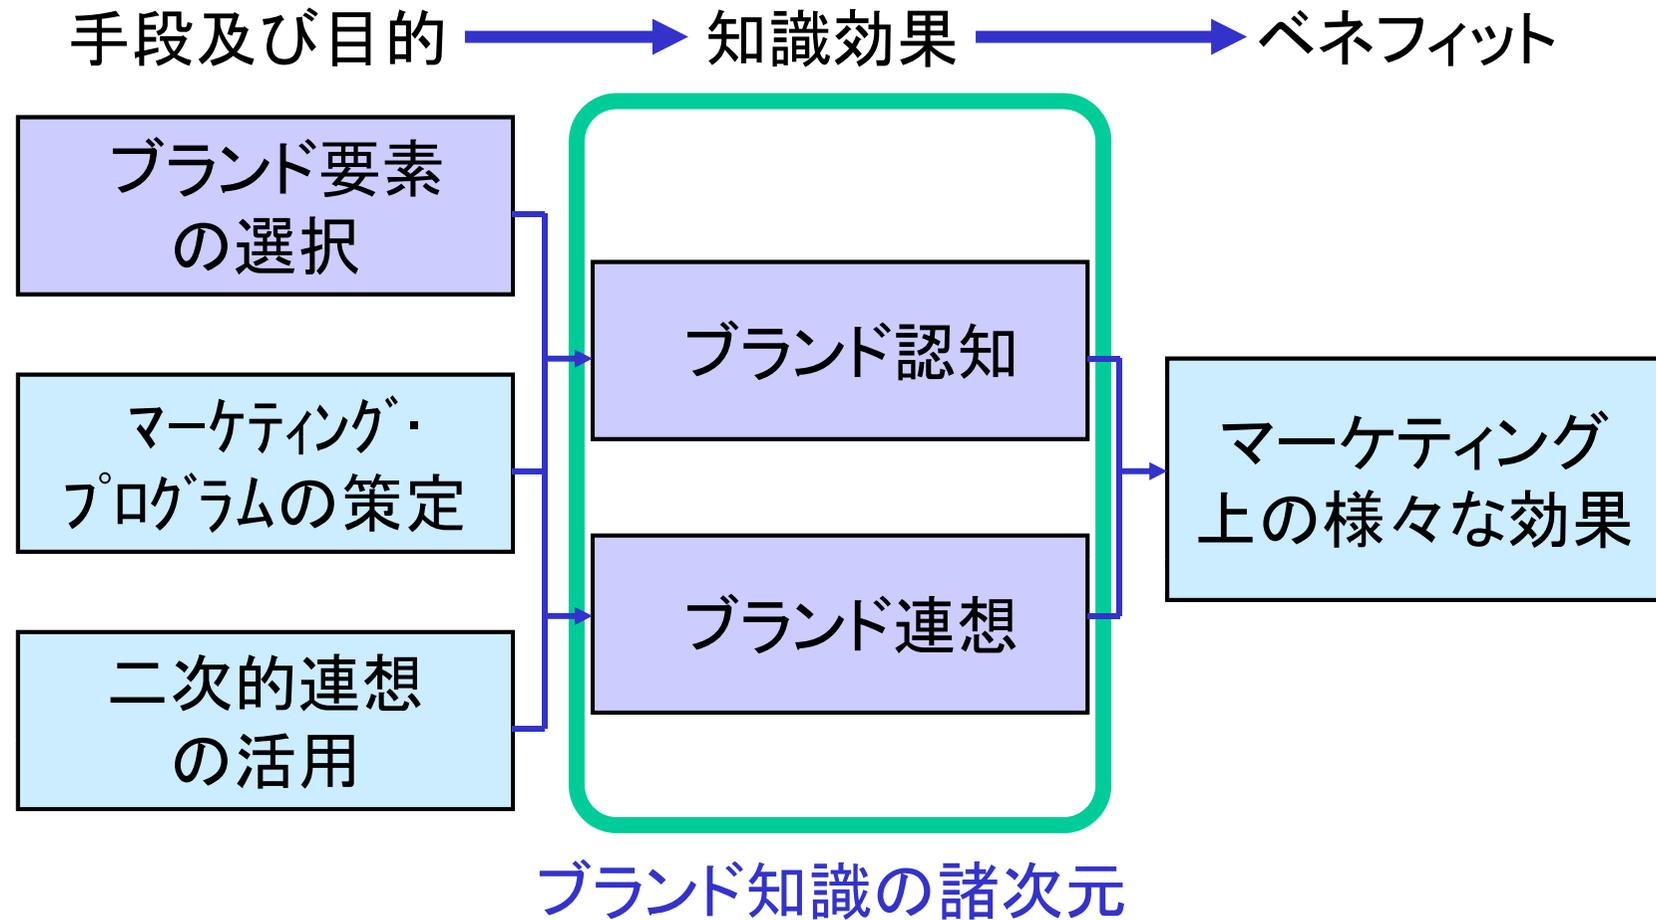 手段及び目的 知識効果 ベネフィット
ブランド要素
の選択
マーケティング・
プログラムの策定
二次的連想
の活用
ブランド認知
ブランド連想
マーケティング
上の様々な効果
ブランド知識の諸次元